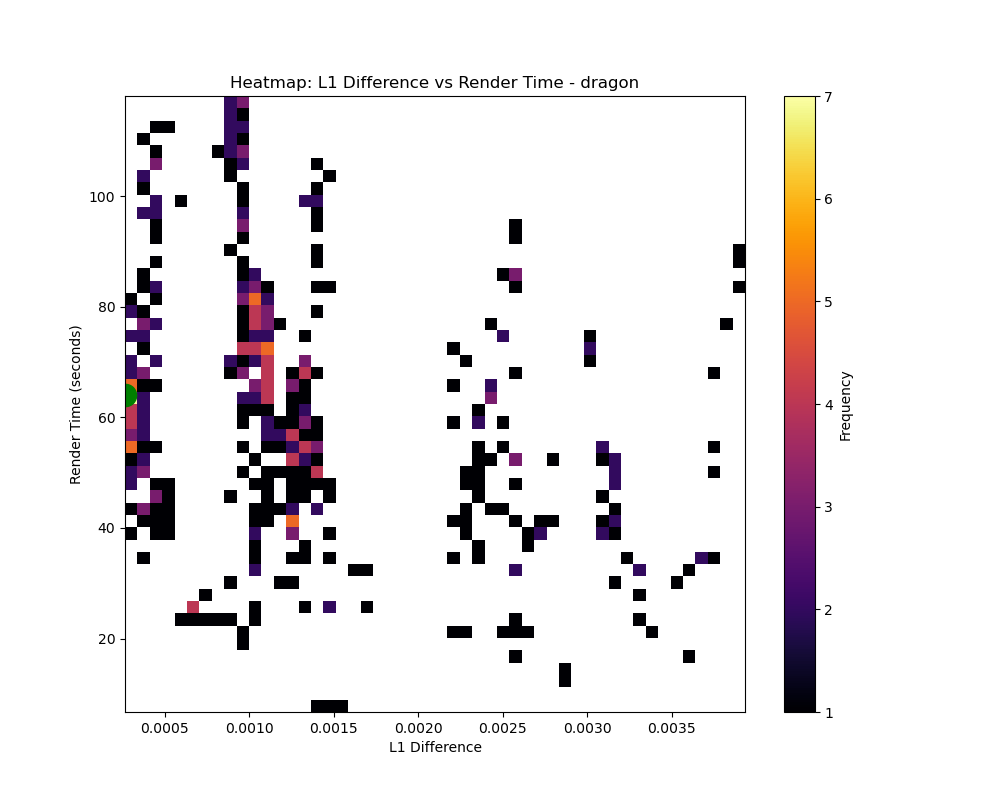 Heatmap: L1 Difference vs Render Time - dragon
Render Time (seconds)
100
80
60
40
20
0.0005 0.0010 0.0015 0.0020 0.0025 0.0030 0.0035
L1 Difference
7
6
5
4
3
2
1
Frequency